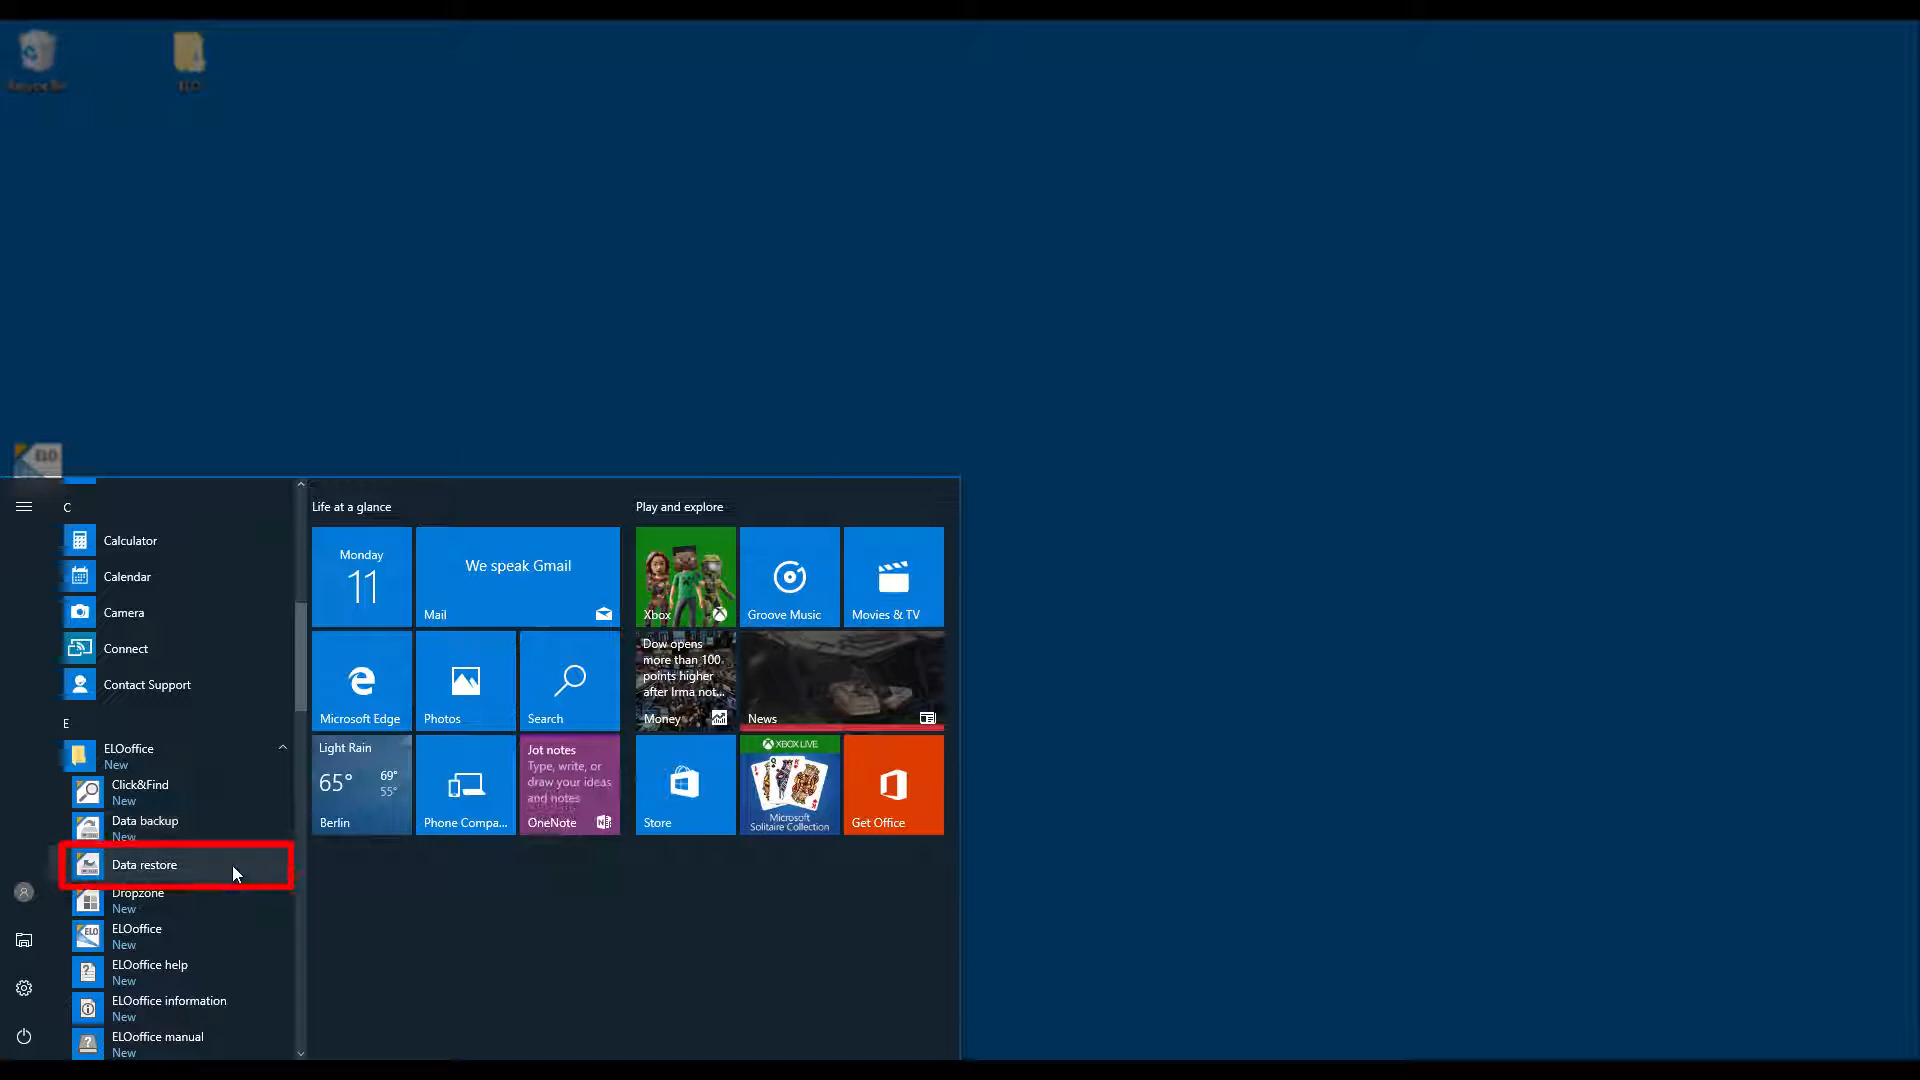 ELO
ELO
C
Calculator
Calendar
Camera
Connect
Contact Support
E
ELOoffice
New
Click&Find
New
Data backup
New
Data restore
Dropzone
New
ELO
ELOoffice
New
ELOoffice help
New
ELOoffice information
New
ELOoffice manual
New
Life at a glance
Monday
11
We speak Gmail
Mail
Microsoft Edge
Photos
Search
Light Rain
65°
69°
55°
Berlin
Phone Compa...
Jot notes
Type, write, or
draw your ideas
and notes
OneNote
Play and explore
Xbox
Groove Music
Movies & TV
Dow opens
more than 100
points higher
after Irma not...
Money
News
Store
XBOX LIVE
Microsoft
Solitaire Collection
Get Office